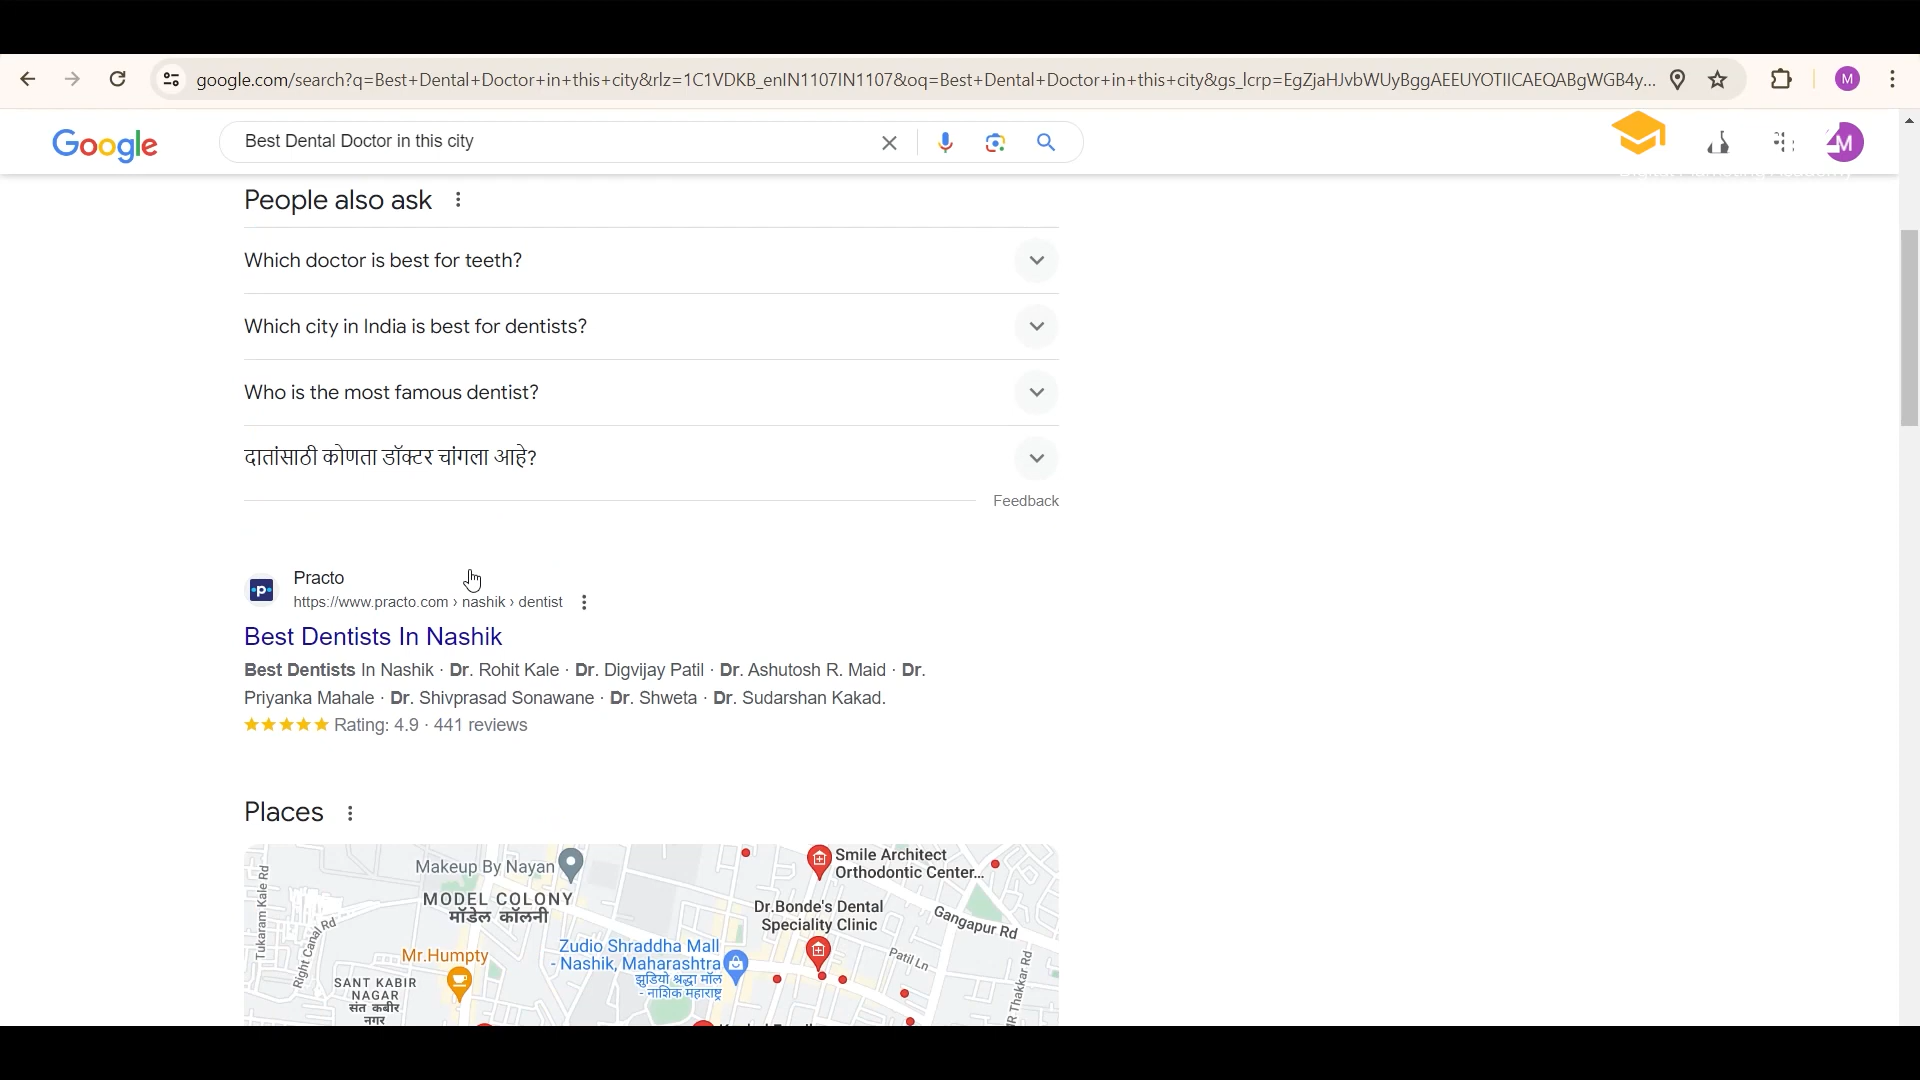 google.com/search?q=Best+Dental+Doctor+in+this+city&rlz=1C1VDKB_enIN1107IN1107&oq=Best+Dental+Doctor+in+this+city&gs_lcrp=EgZjaHJvbWUyBggAEEUYOTIICAEQABgWGB4y...
M
Google
Best Dental Doctor in this city
M
People also ask
Which doctor is best for teeth?
Which city in India is best for dentists?
Who is the most famous dentist?
दातांसाठी कोणता डॉक्टर चांगला आहे?
Feedback
Practo
https://www.practo.com › nashik › dentist
Best Dentists In Nashik
Best Dentists In Nashik · Dr. Rohit Kale · Dr. Digvijay Patil · Dr. Ashutosh R. Maid · Dr.
Priyanka Mahale · Dr. Shivprasad Sonawane · Dr. Shweta · Dr. Sudarshan Kakad.
Rating: 4.9 · 441 reviews
Places
Makeup By Nayan
Smile Architect
Orthodontic Center...
MODEL COLONY
मॉडेल कॉलनी
Tukaram Kale Rd
Right Canal Rd
Dr.Bonde's Dental
Speciality Clinic
Gangapur Rd
Mr.Humpty
Zudio Shraddha Mall
- Nashik, Maharashtra
झुडियो श्रद्धा मॉल
- नाशिक महाराष्ट्र
Patil Ln
SANT KABIR
NAGAR
संत कबीर
नगर
MR Thakkar Rd